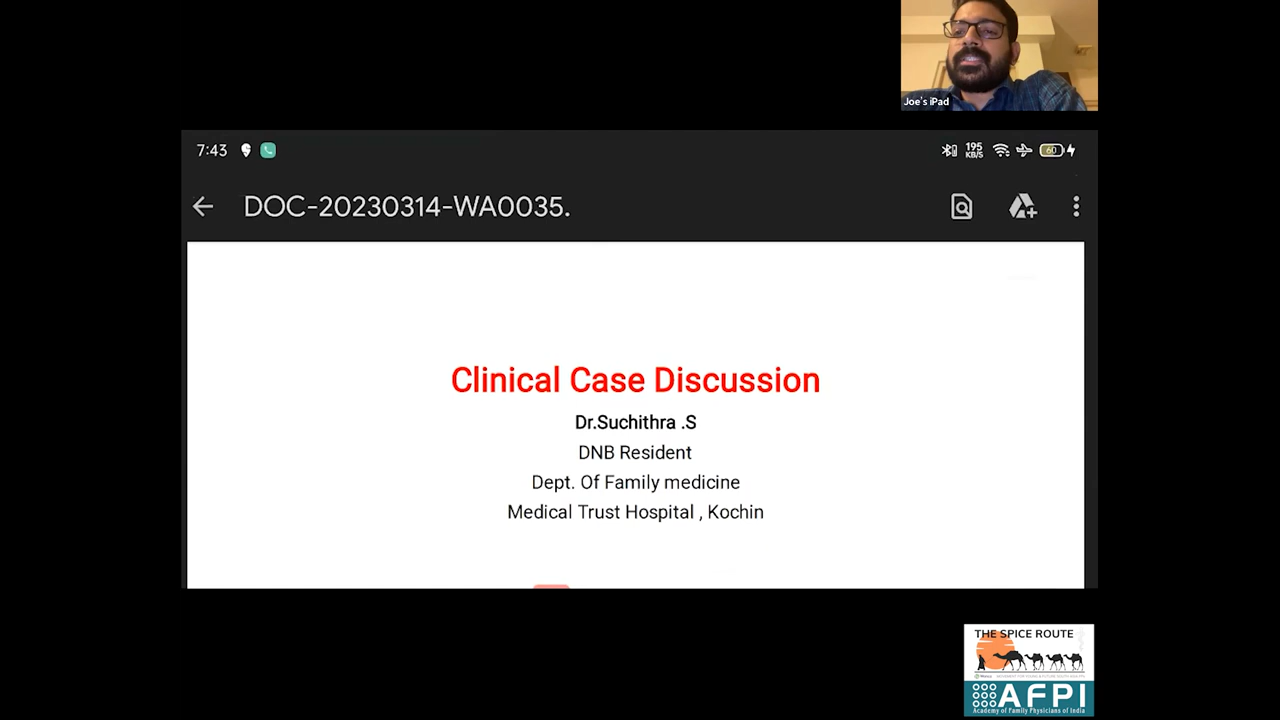 Joe's iPad
7:43
195
KB/S
60
DOC-20230314-WA0035.
Clinical Case Discussion
Dr.Suchithra .S
DNB Resident
Dept. Of Family medicine
Medical Trust Hospital , Kochin
THE SPICE ROUTE
AFPI
Academy of Family Physicians of India